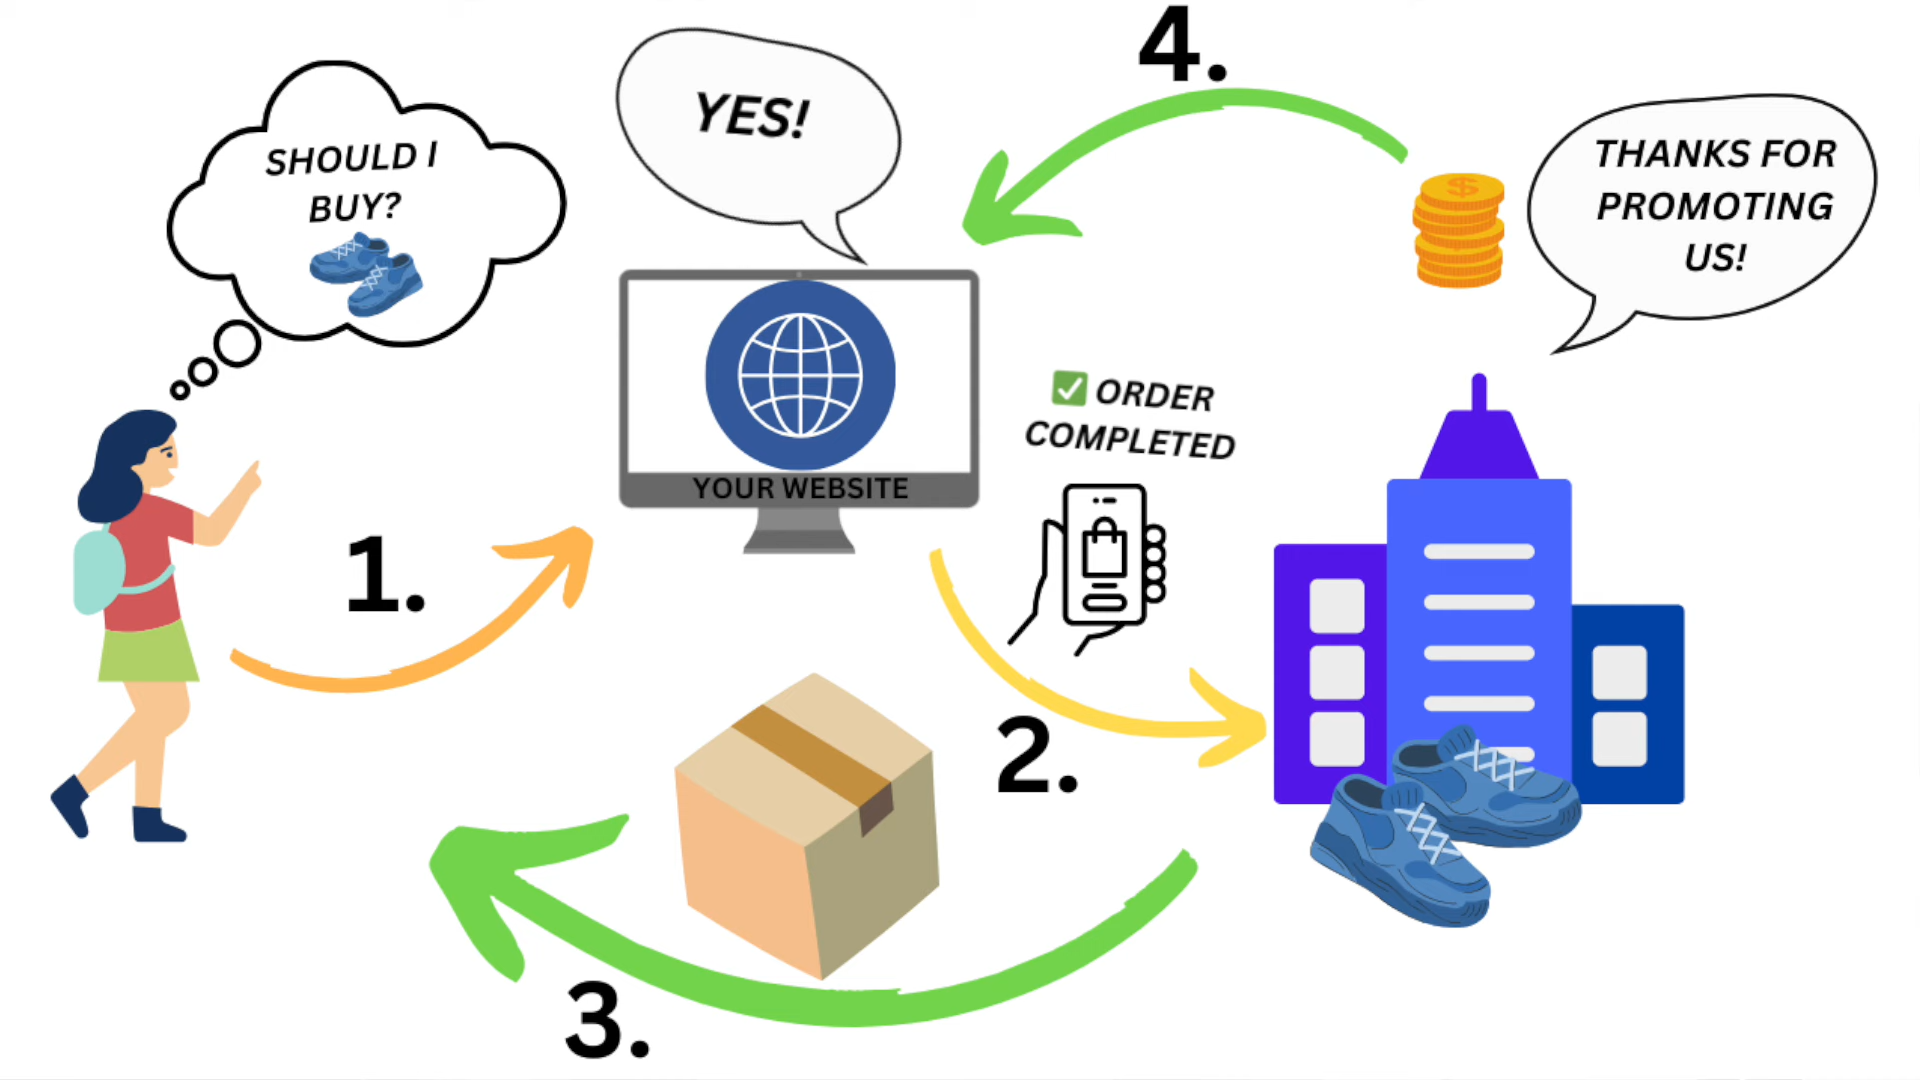 SHOULD I
BUY?
YES!
4.
THANKS FOR
PROMOTING
US!
YOUR WEBSITE
✅ ORDER
COMPLETED
1.
2.
3.
$